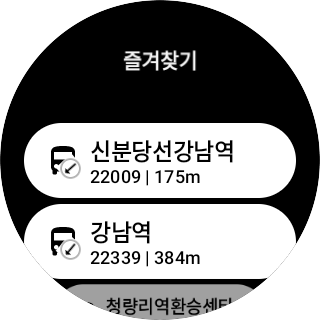 즐겨찾기
신분당선강남역
22009 | 175m
강남역
22339 | 384m
청량리역환승센터